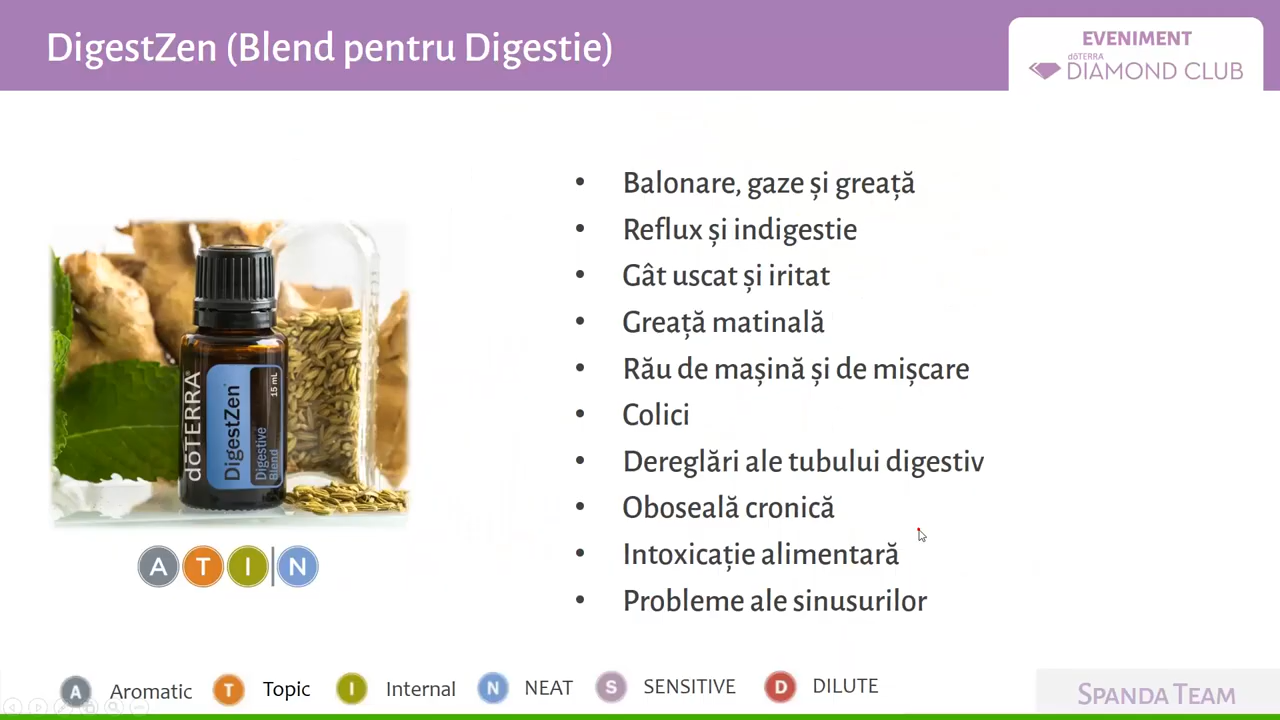 DigestZen (Blend pentru Digestie)
EVENIMENT
dōTERRA
DIAMOND CLUB
• Balonare, gaze și greață
• Reflux și indigestie
• Gât uscat și iritat
• Greață matinală
• Rău de mașină și de mișcare
• Colici
• Dereglări ale tubului digestiv
• Oboseală cronică
• Intoxicație alimentară
• Probleme ale sinusurilor
dōTERRA
DigestZen
Digestive
Blend
15 mL
A T I | N
A Aromatic T Topic I Internal N NEAT S SENSITIVE D DILUTE
SPANDA TEAM